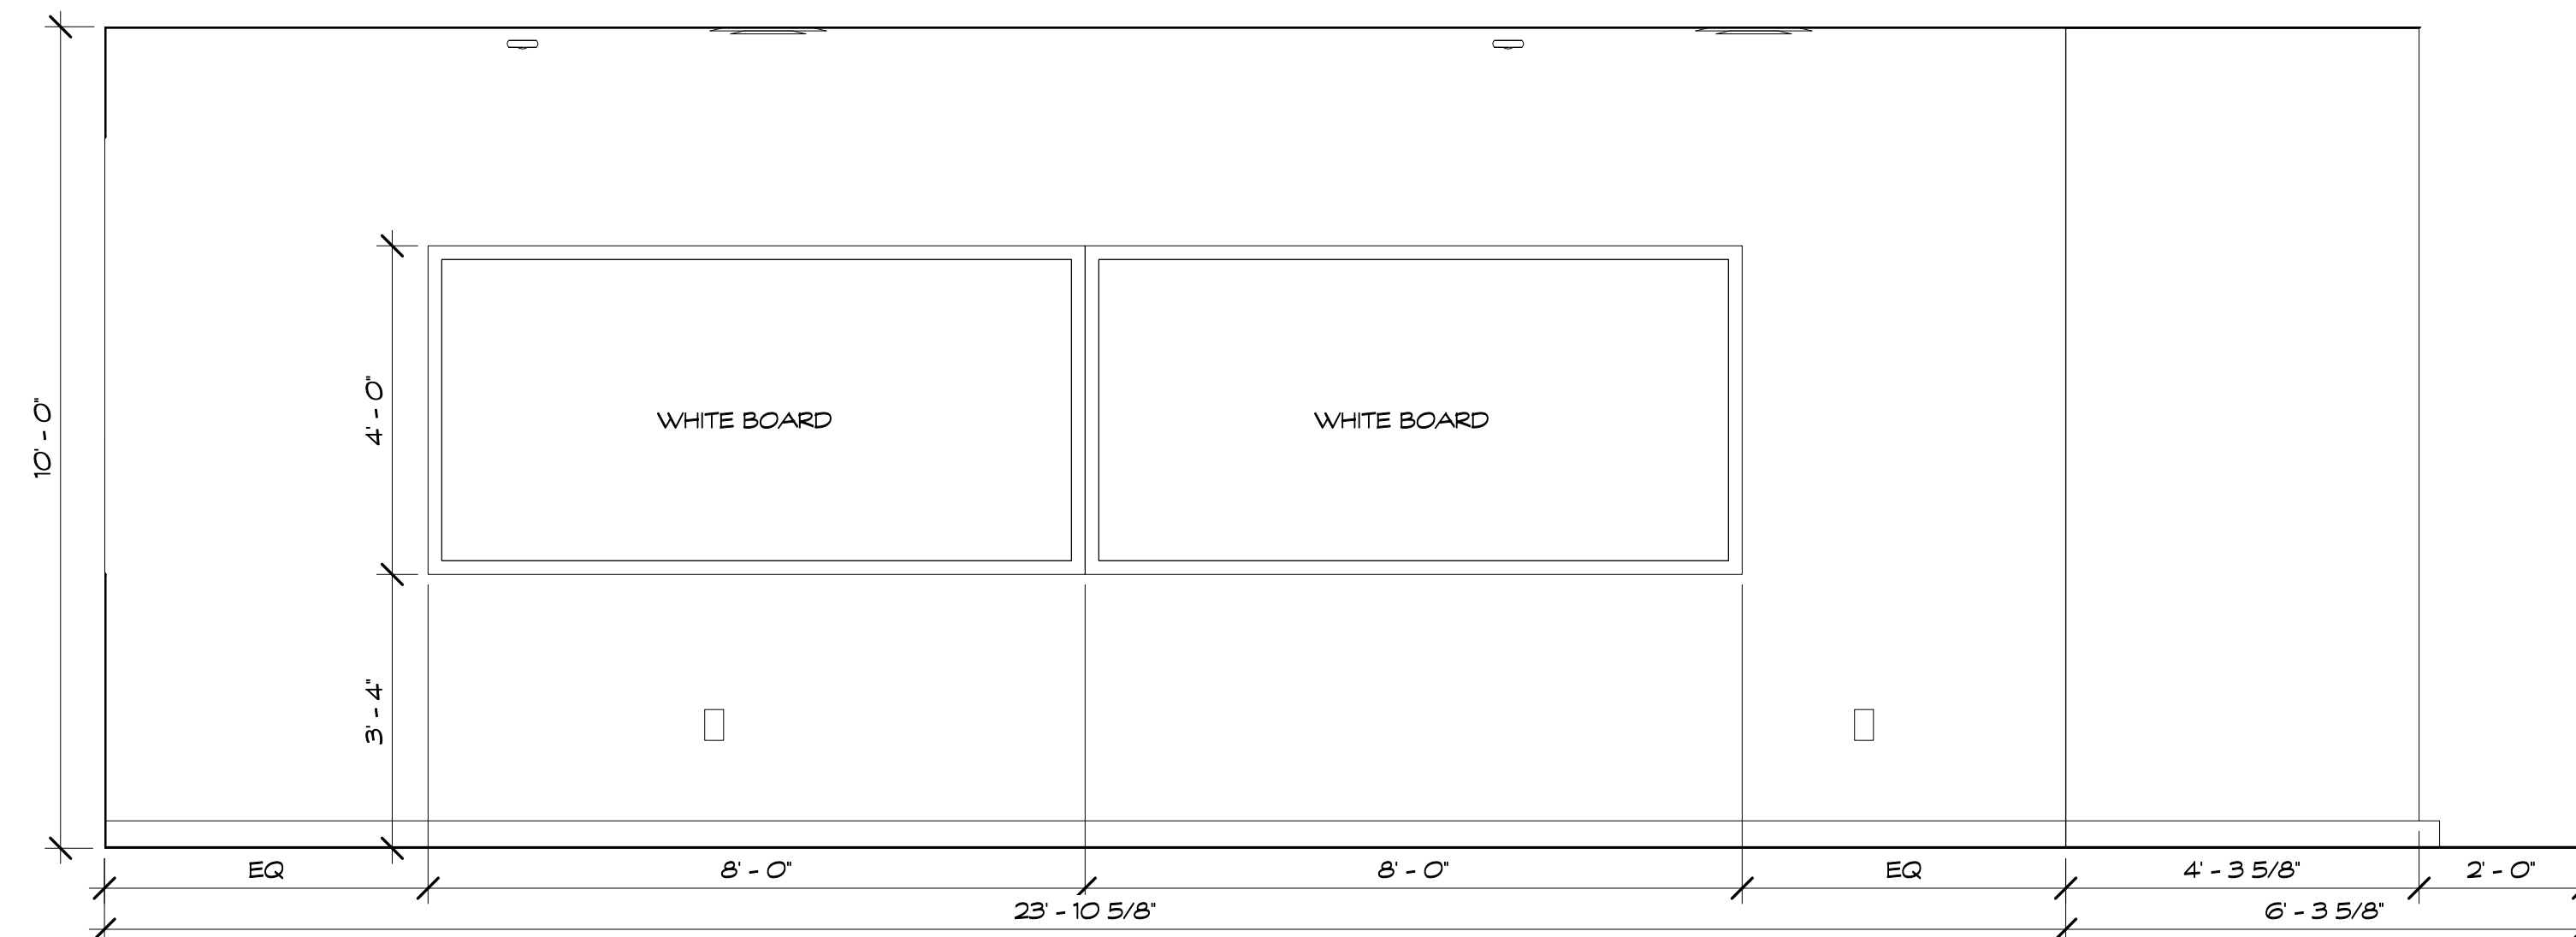 4' - 0"
10' - 0"
WHITE BOARD
WHITE BOARD
3' - 4"
EQ
8' - 0"
8' - 0"
EQ
4' - 3 5/8"
2' - 0"
23' - 10 5/8"
6' - 3 5/8"